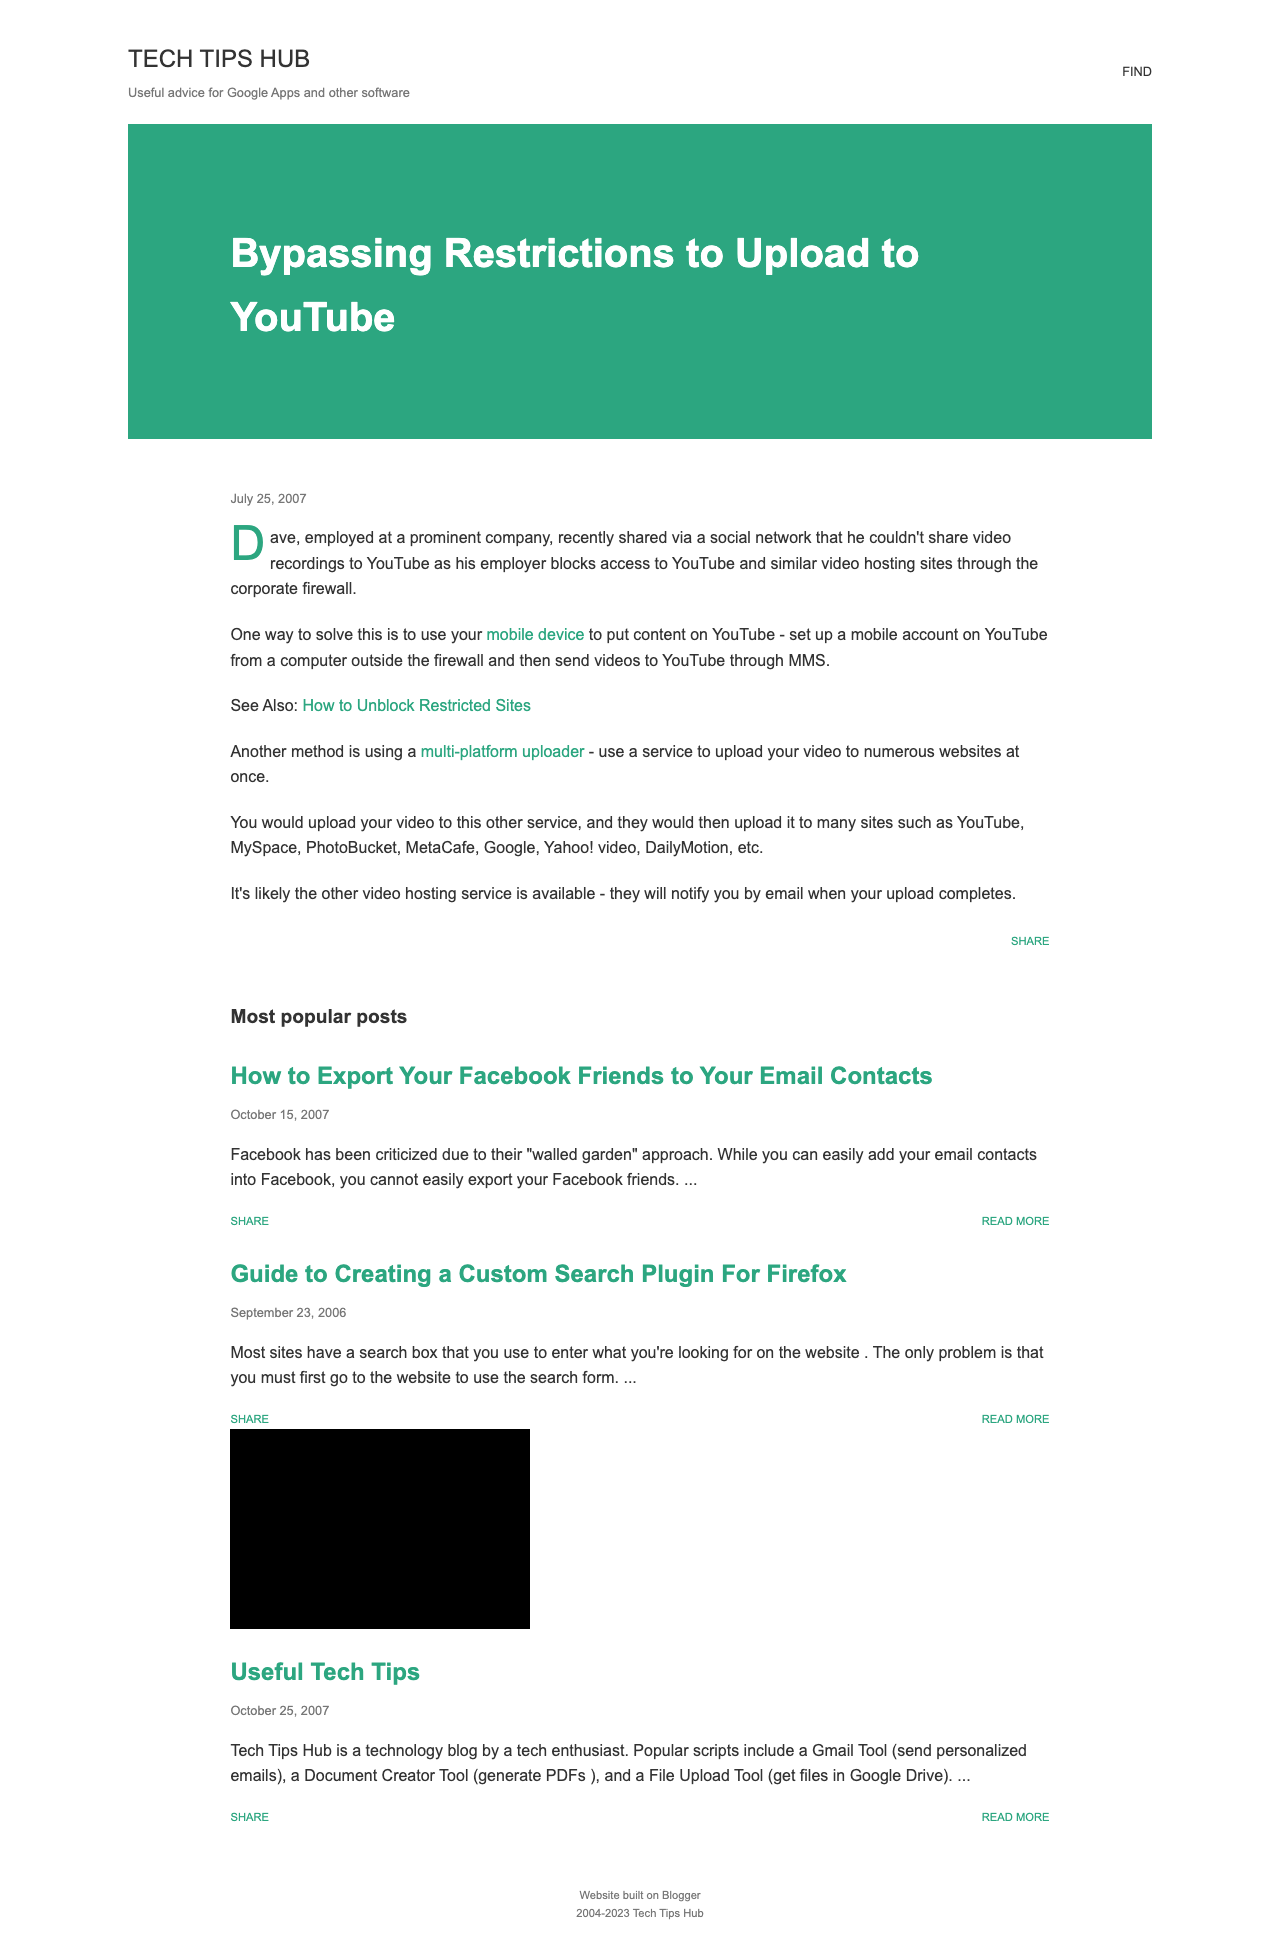 TECH TIPS HUB
Useful advice for Google Apps and other software
FIND
Bypassing Restrictions to Upload to
YouTube
July 25, 2007
Dave, employed at a prominent company, recently shared via a social network that he couldn't share video
recordings to YouTube as his employer blocks access to YouTube and similar video hosting sites through the
corporate firewall.
One way to solve this is to use your mobile device to put content on YouTube - set up a mobile account on YouTube
from a computer outside the firewall and then send videos to YouTube through MMS.
See Also: How to Unblock Restricted Sites
Another method is using a multi-platform uploader - use a service to upload your video to numerous websites at
once.
You would upload your video to this other service, and they would then upload it to many sites such as YouTube,
MySpace, PhotoBucket, MetaCafe, Google, Yahoo! video, DailyMotion, etc.
It's likely the other video hosting service is available - they will notify you by email when your upload completes.
SHARE
Most popular posts
How to Export Your Facebook Friends to Your Email Contacts
October 15, 2007
Facebook has been criticized due to their "walled garden" approach. While you can easily add your email contacts
into Facebook, you cannot easily export your Facebook friends. ...
SHARE READ MORE
Guide to Creating a Custom Search Plugin For Firefox
September 23, 2006
Most sites have a search box that you use to enter what you're looking for on the website . The only problem is that
you must first go to the website to use the search form. ...
SHARE READ MORE
Useful Tech Tips
October 25, 2007
Tech Tips Hub is a technology blog by a tech enthusiast. Popular scripts include a Gmail Tool (send personalized
emails), a Document Creator Tool (generate PDFs ), and a File Upload Tool (get files in Google Drive). ...
SHARE READ MORE
Website built on Blogger
2004-2023 Tech Tips Hub